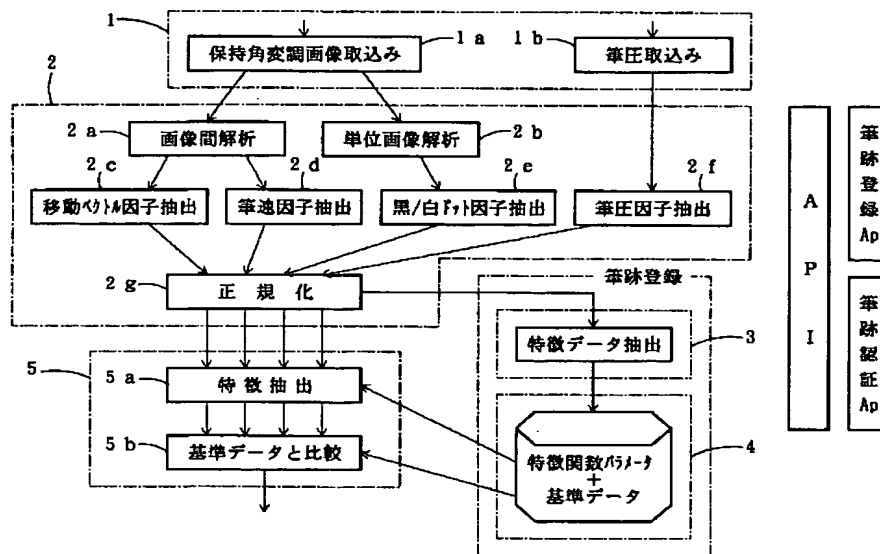 1
保持角変調画像取込み
1a
1b
筆圧取込み
2
2a
画像間解析
単位画像解析
2b
2c
2d
2e
2f
移動ベクトル因子抽出
筆速因子抽出
黒/白ドット因子抽出
筆圧因子抽出
2g
正規化
筆跡登録
特徴データ抽出
3
5
5a
特徴抽出
5b
基準データと比較
特徴関数パラメータ
+
基準データ
4
API
筆跡登録Ap
筆跡認証Ap